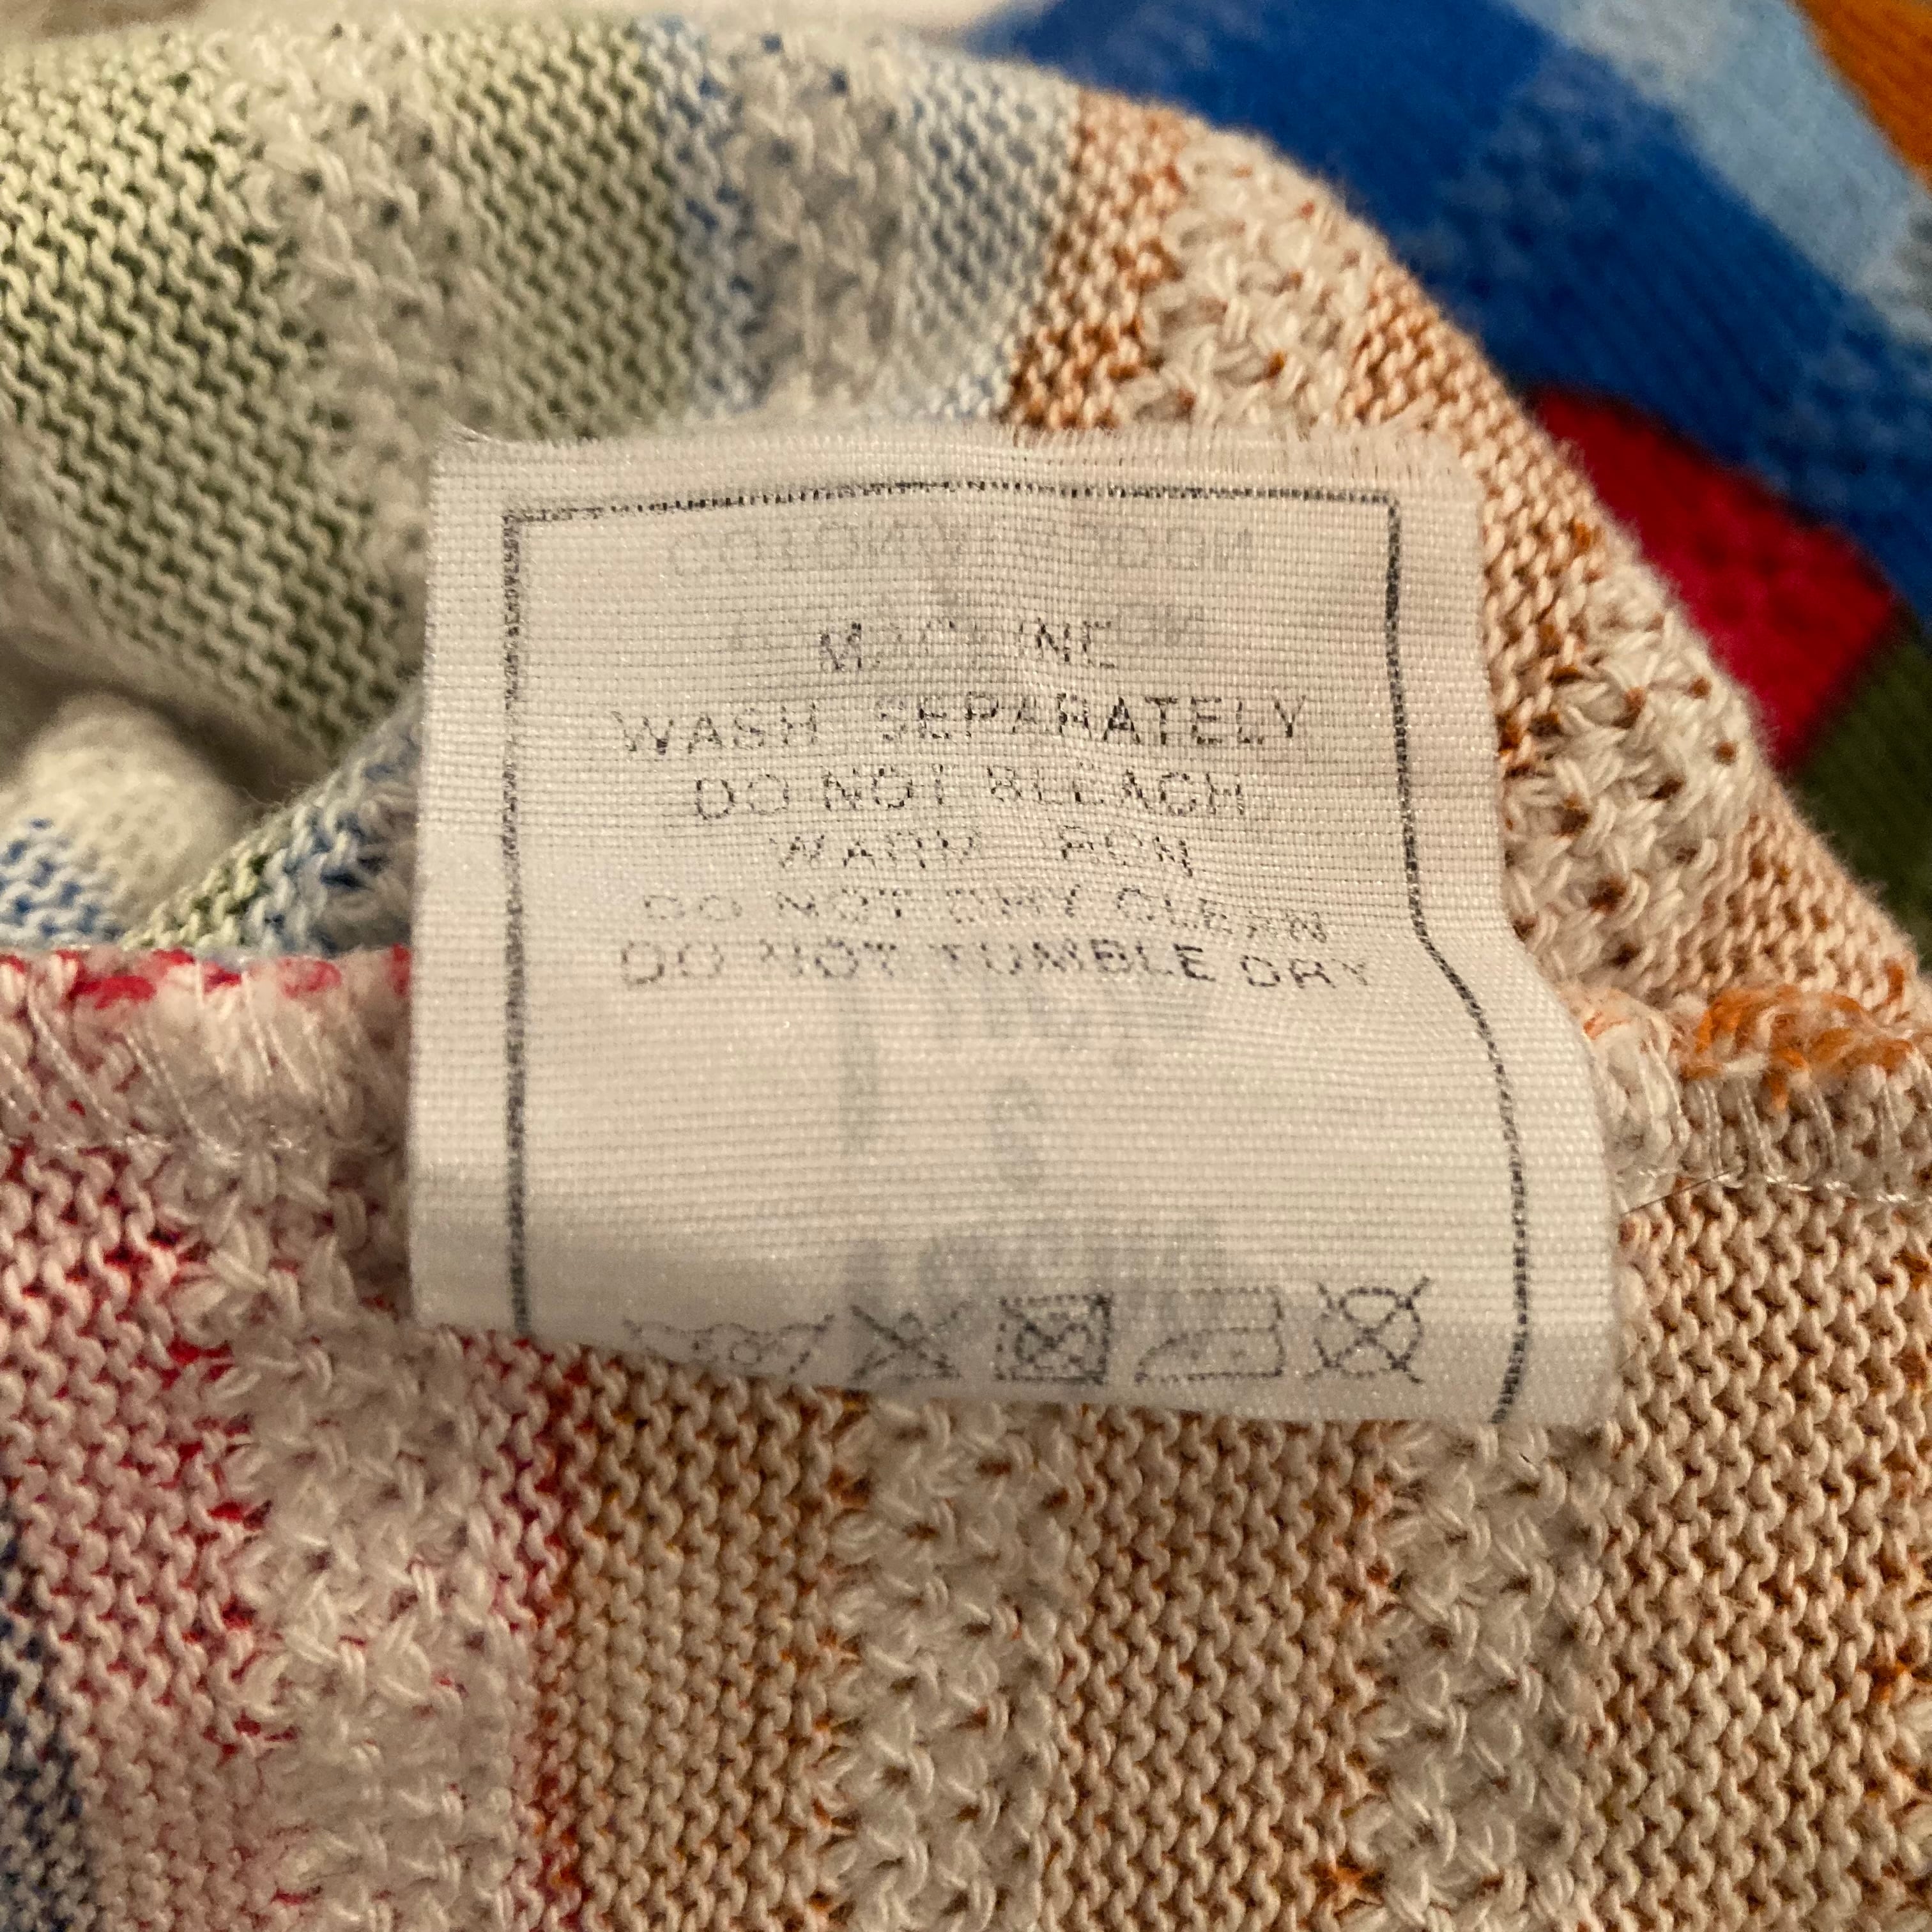 MACHINE
WASH SEPARATELY
DO NOT BLEACH
WARM IRON
DO NOT DRY CLEAN
DO NOT TUMBLE DRY